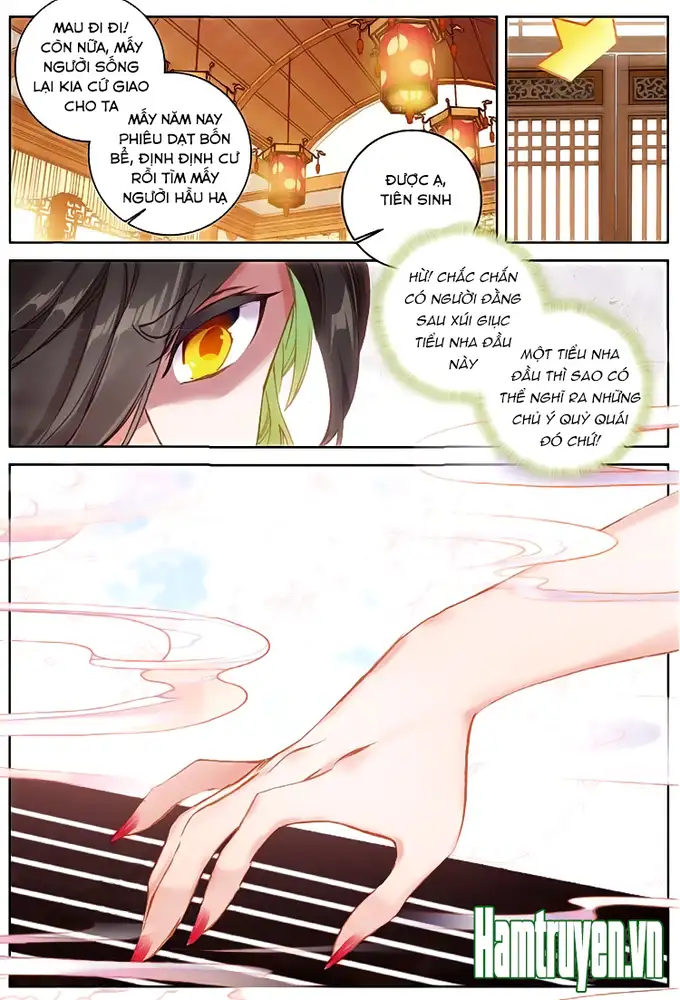 MAU ĐI ĐI!
CÒN NỮA, MẤY
NGƯỜI SỐNG
LẠI KIA CỨ GIAO
CHO TA
MẤY NĂM NAY
PHIÊU DẠT BỐN
BỂ, ĐỊNH ĐỊNH CƯ
RỒI TÌM MẤY
NGƯỜI HẦU HẠ
ĐƯỢC Ạ,
TIÊN SINH
HỪ! CHẮC CHẮN
CÓ NGƯỜI ĐẰNG
SAU XÚI GIỤC
TIỂU NHA ĐẦU
NÀY
MỘT TIỂU NHA
ĐẦU THÌ SAO CÓ
THỂ NGHĨ RA NHỮNG
CHỦ Ý QUỶ QUÁI
ĐÓ CHỨ!
Hamtruyen.vn